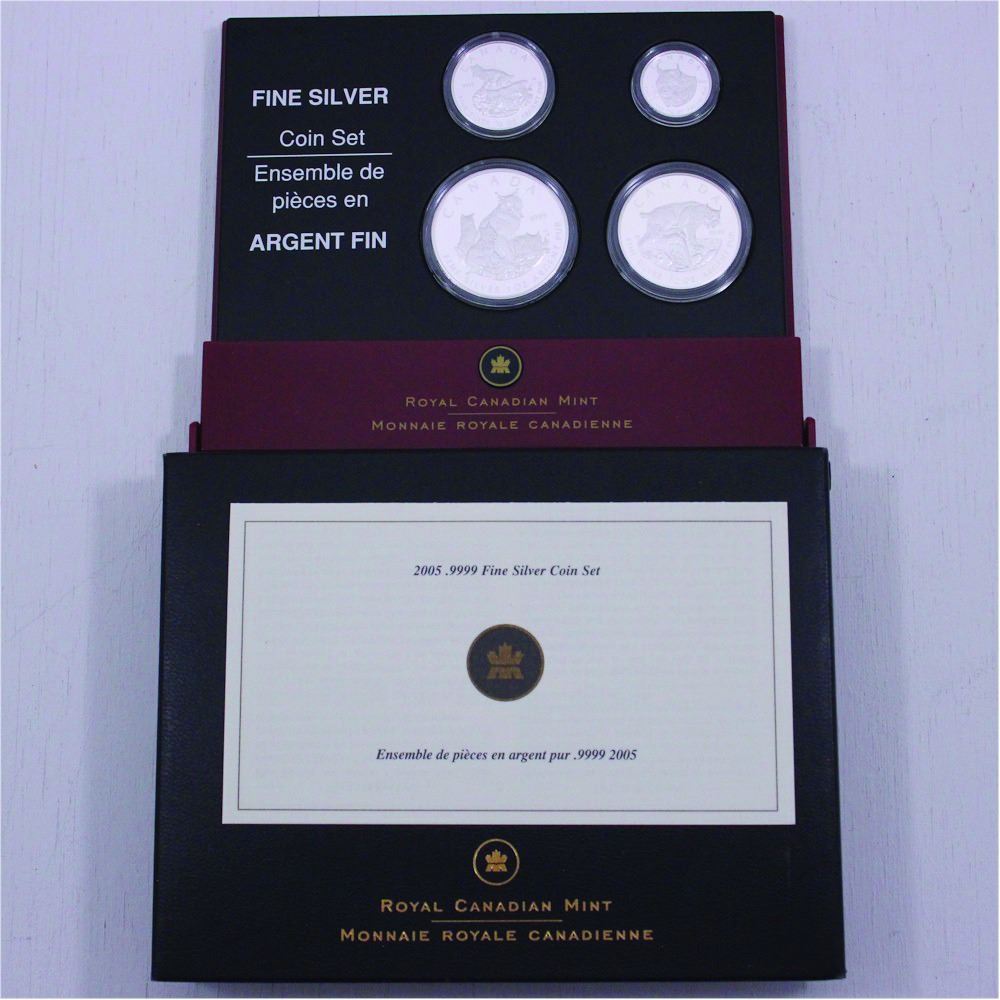 FINE SILVER
Coin Set
Ensemble de
pièces en
ARGENT FIN
CANADA
CANADA
CANADA
ROYAL CANADIAN MINT
MONNAIE ROYALE CANADIENNE
2005 .9999 Fine Silver Coin Set
Ensemble de pièces en argent pur .9999 2005
ROYAL CANADIAN MINT
MONNAIE ROYALE CANADIENNE